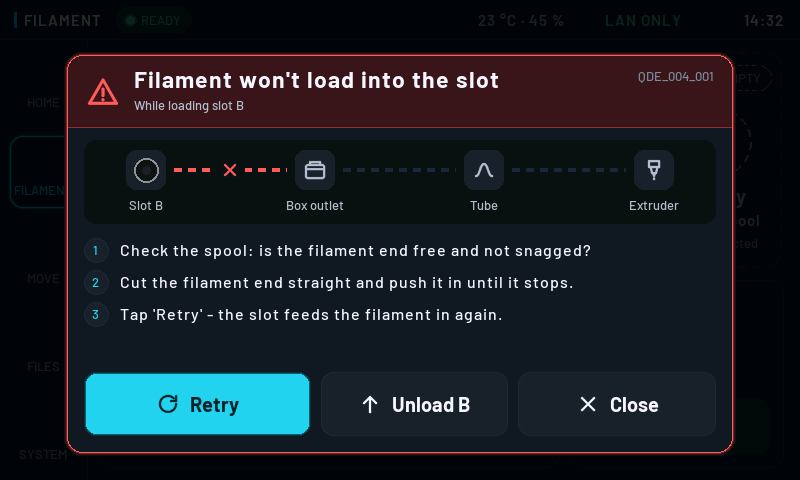 FILAMENT
READY
23 °C · 45 %
LAN ONLY
14:32
Filament won't load into the slot
QDE_004_001
While loading slot B
Slot B
Box outlet
Tube
Extruder
1 Check the spool: is the filament end free and not snagged?
2 Cut the filament end straight and push it in until it stops.
3 Tap 'Retry' - the slot feeds the filament in again.
Retry
Unload B
Close
HOME
FILAMEN
MOVE
FILES
SYSTEM